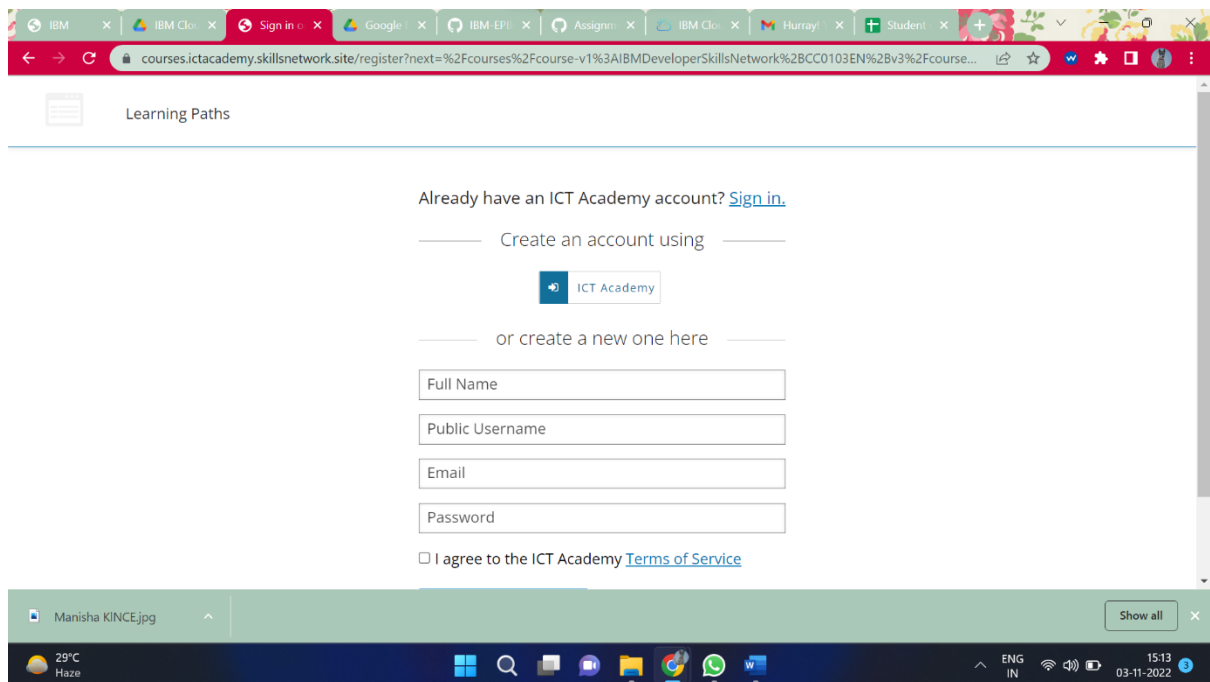 IBM
IBM Clou
Sign in o
Google
IBM-EPB
Assignm
IBM Clou
Hurray!
Student
courses.ictacademy.skillsnetwork.site/register?next=%2Fcourses%2Fcourse-v1%3AIBMDeveloperSkillsNetwork%2BCC0103EN%2Bv3%2Fcourse...
Learning Paths
Already have an ICT Academy account? Sign in.
Create an account using
ICT Academy
or create a new one here
Full Name
Public Username
Email
Password
I agree to the ICT Academy Terms of Service
Manisha KINCE.jpg
Show all
29°C
Haze
ENG
IN
15:13
03-11-2022
3